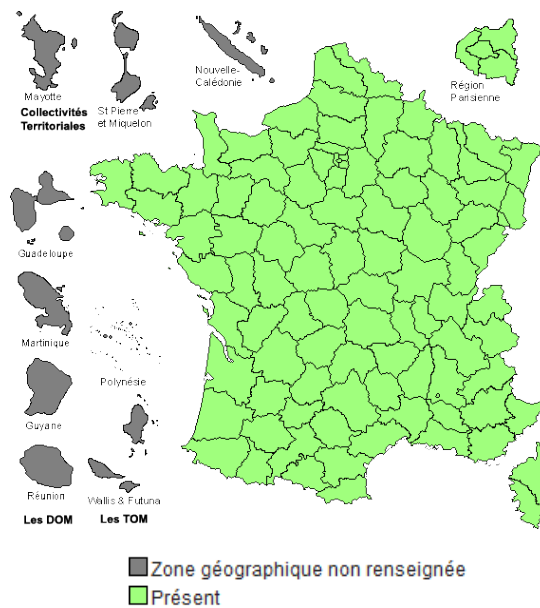 Mayotte
Collectivités
Territoriales
St Pierre
et Miquelon
Nouvelle-
Calédonie
Région
Parisienne
Guadeloupe
Martinique
Polynésie
Guyane
Réunion
Wallis & Futuna
Les DOM
Les TOM
Zone géographique non renseignée
Présent